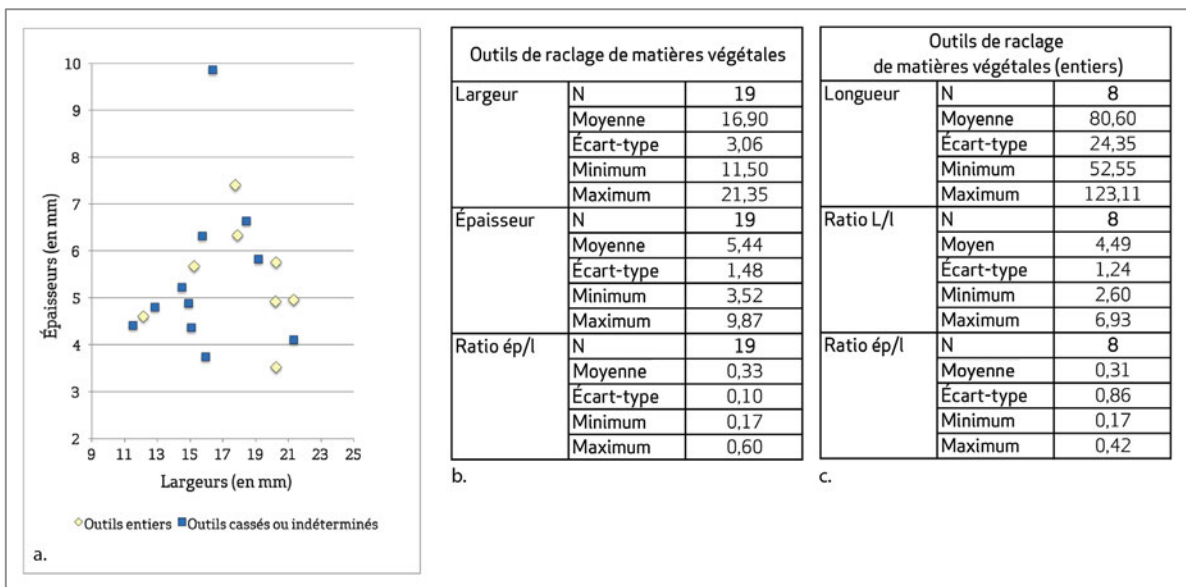 10
9
8
7
6
5
4
3
2
Épaisseurs (en mm)
9 11 13 15 17 19 21 23 25
Largeurs (en mm)
Outils entiers Outils cassés ou indéterminés
a.
Outils de raclage de matières végétales
Largeur N 19
Moyenne 16,90
Écart-type 3,06
Minimum 11,50
Maximum 21,35
Épaisseur N 19
Moyenne 5,44
Écart-type 1,48
Minimum 3,52
Maximum 9,87
Ratio ép/l N 19
Moyenne 0,33
Écart-type 0,10
Minimum 0,17
Maximum 0,60
b.
Outils de raclage
de matières végétales (entiers)
Longueur N 8
Moyenne 80,60
Écart-type 24,35
Minimum 52,55
Maximum 123,11
Ratio L/l N 8
Moyen 4,49
Écart-type 1,24
Minimum 2,60
Maximum 6,93
Ratio ép/l N 8
Moyenne 0,31
Écart-type 0,86
Minimum 0,17
Maximum 0,42
c.